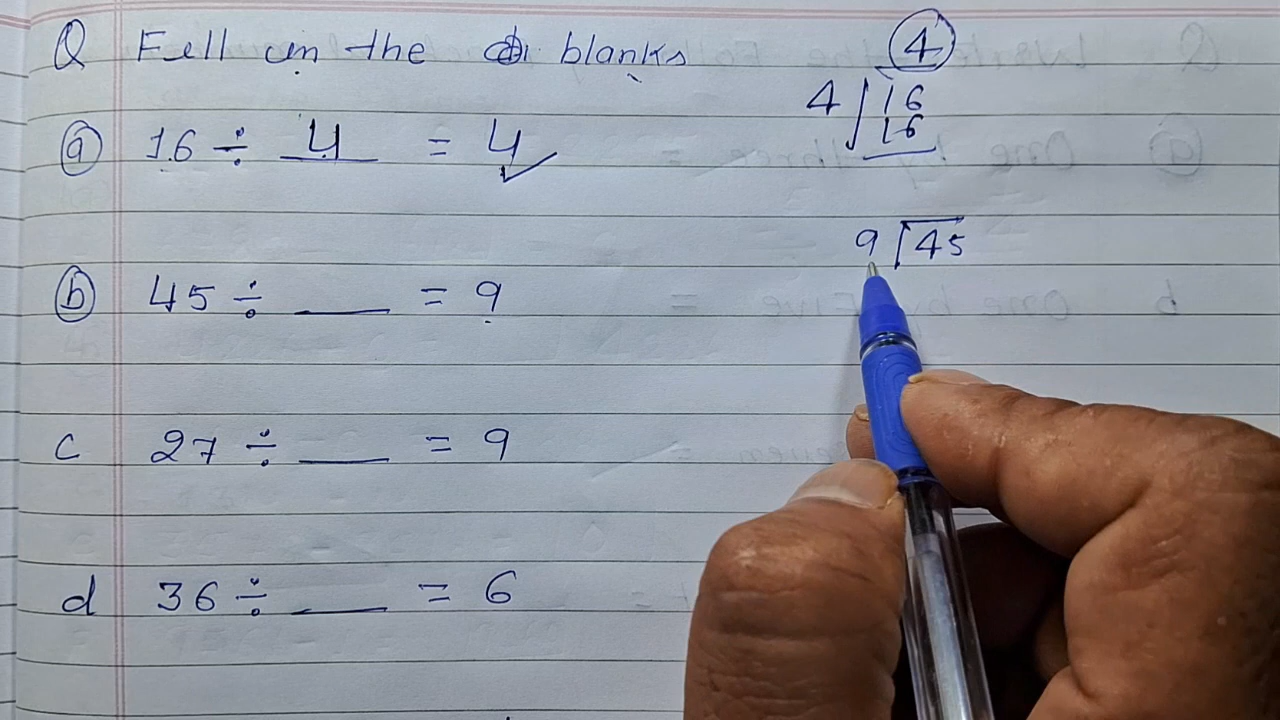 Q Fell in the blanks
ⓐ 16 ÷ 4 = 4 ✓
④
4 16
16
9 45
ⓑ 45 ÷ ___ = 9
c 27 ÷ ___ = 9
d 36 ÷ ___ = 6